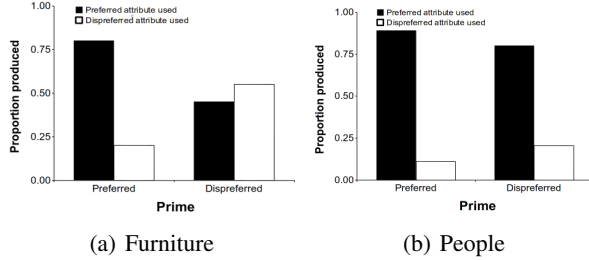 Preferred attribute used
Dispreferred attribute used
Proportion produced
1.00
0.75
0.50
0.25
0.00
Preferred
Dispreferred
Prime
(a) Furniture
Preferred attribute used
Dispreferred attribute used
Proportion produced
1.00
0.75
0.50
0.25
0.00
Preferred
Dispreferred
Prime
(b) People